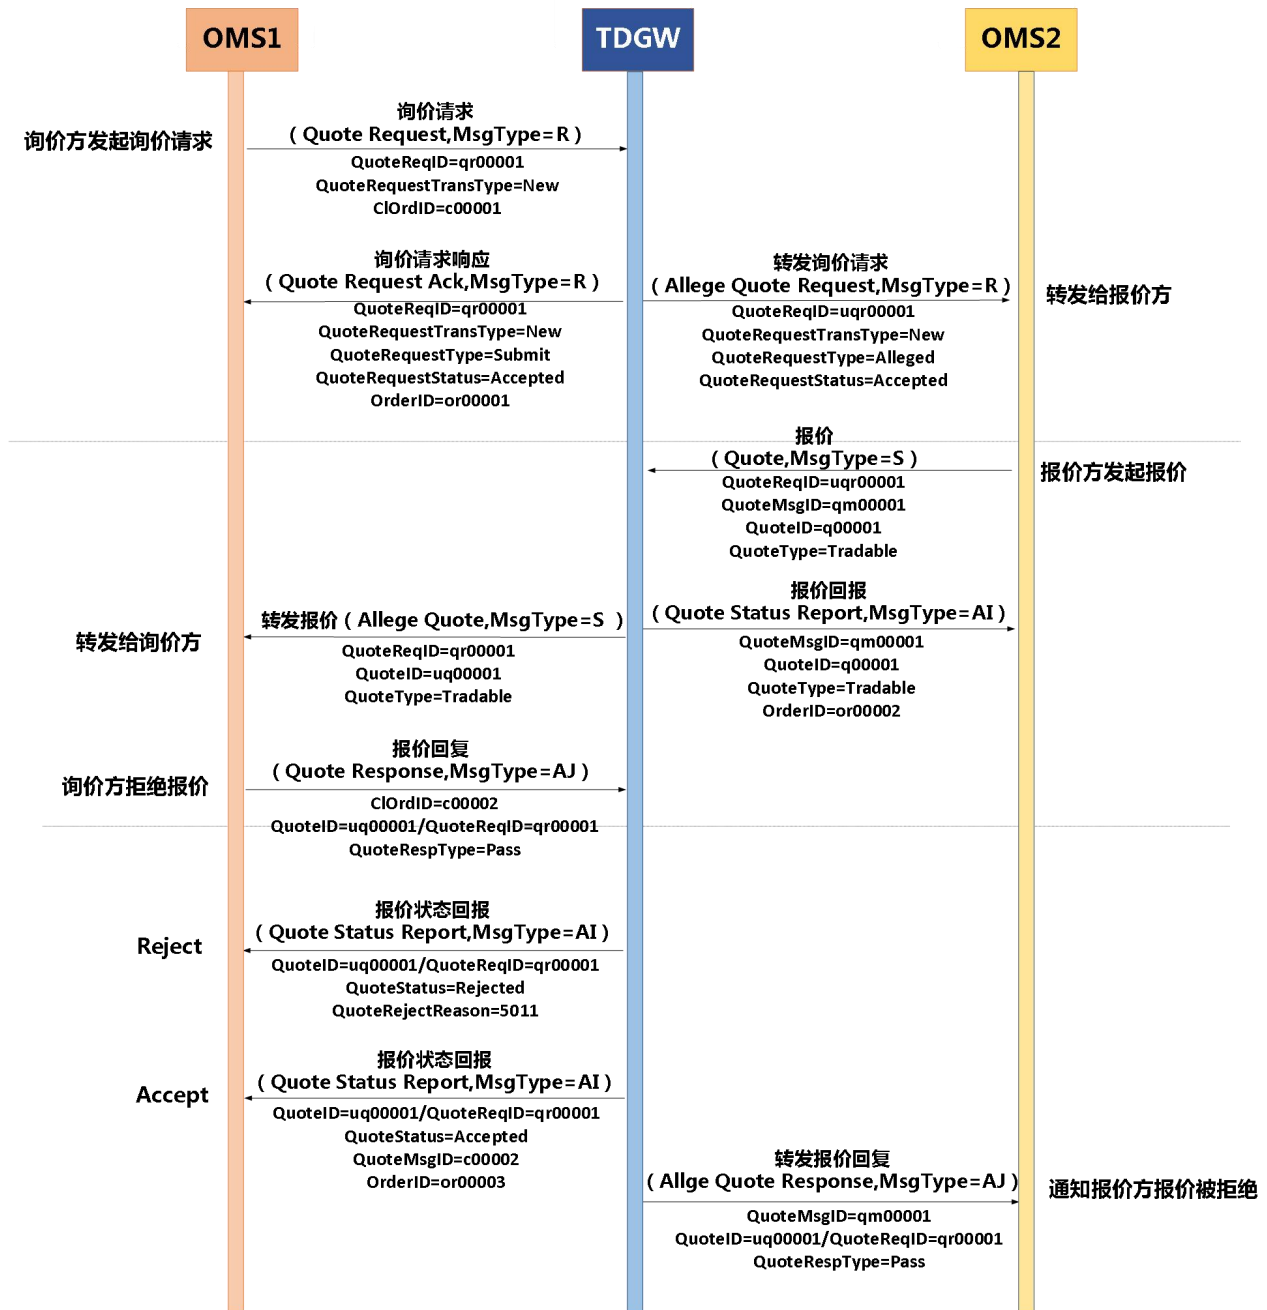 OMS1
TDGW
OMS2
询价请求
（Quote Request,MsgType=R）
询价方发起询价请求
QuoteReqID=qr00001
QuoteRequestTransType=New
ClOrdID=c00001
询价请求响应
（Quote Request Ack,MsgType=R）
QuoteReqID=qr00001
QuoteRequestTransType=New
QuoteRequestType=Submit
QuoteRequestStatus=Accepted
OrderID=or00001
转发询价请求
（Allege Quote Request,MsgType=R）
转发给报价方
QuoteReqID=uqr00001
QuoteRequestTransType=New
QuoteRequestType=Alleged
QuoteRequestStatus=Accepted
报价
（Quote,MsgType=S）
报价方发起报价
QuoteReqID=uqr00001
QuoteMsgID=qm00001
QuoteID=q00001
QuoteType=Tradable
报价回报
（Quote Status Report,MsgType=AI）
QuoteMsgID=qm00001
QuoteID=q00001
QuoteType=Tradable
OrderID=or00002
转发报价（Allege Quote,MsgType=S ）
转发给询价方
QuoteReqID=qr00001
QuoteID=uq00001
QuoteType=Tradable
报价回复
（Quote Response,MsgType=AJ）
询价方拒绝报价
ClOrdID=c00002
QuoteID=uq00001/QuoteReqID=qr00001
QuoteRespType=Pass
报价状态回报
（Quote Status Report,MsgType=AI）
Reject
QuoteID=uq00001/QuoteReqID=qr00001
QuoteStatus=Rejected
QuoteRejectReason=5011
报价状态回报
（Quote Status Report,MsgType=AI）
Accept
QuoteID=uq00001/QuoteReqID=qr00001
QuoteStatus=Accepted
QuoteMsgID=c00002
OrderID=or00003
转发报价回复
（Allge Quote Response,MsgType=AJ）
通知报价方报价被拒绝
QuoteMsgID=qm00001
QuoteID=uq00001/QuoteReqID=qr00001
QuoteRespType=Pass